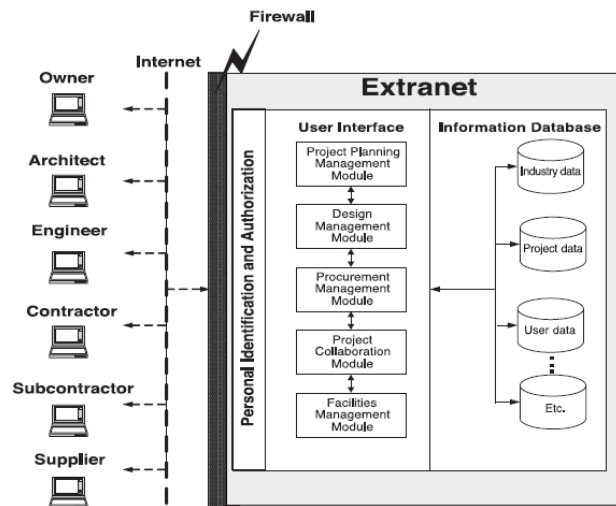 Firewall
Internet
Owner
Architect
Engineer
Contractor
Subcontractor
Supplier
Extranet
Personal Identification and Authorization
User Interface
Project Planning
Management
Module
Design
Management
Module
Procurement
Management
Module
Project
Collaboration
Module
Facilities
Management
Module
Information Database
Industry data
Project data
User data
Etc.